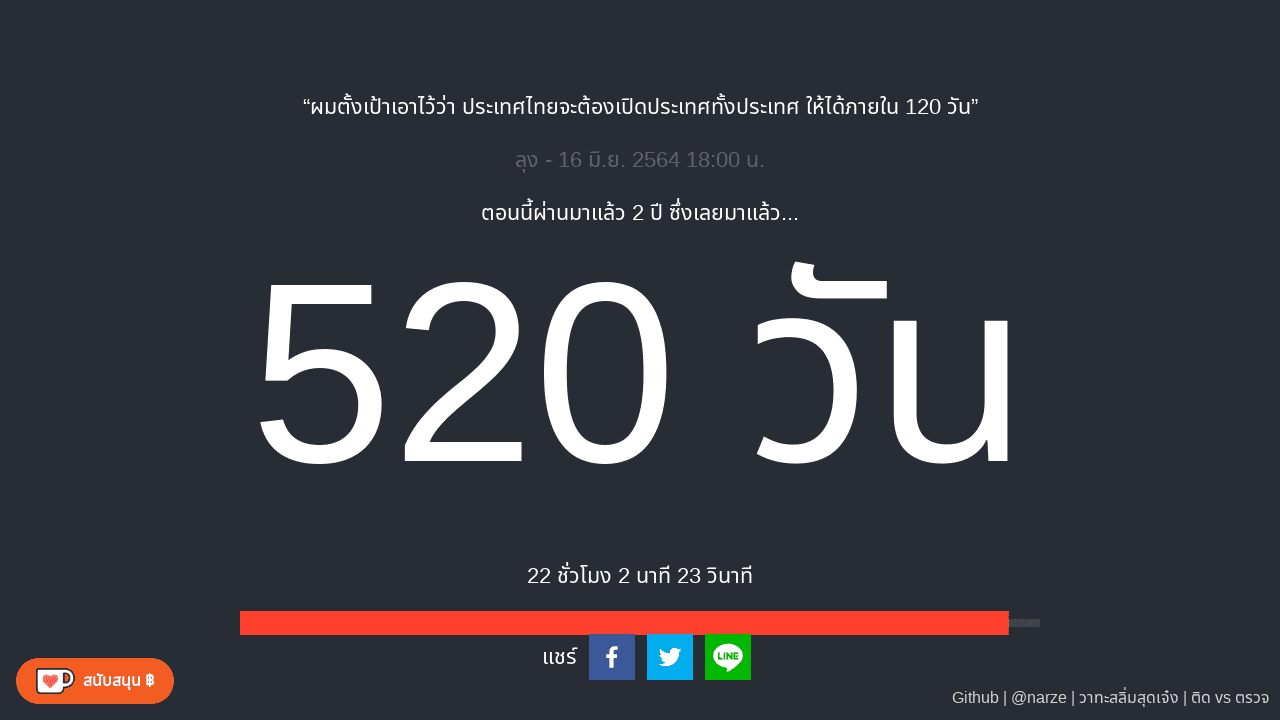 “ผมตั้งเป้าเอาไว้ว่า ประเทศไทยจะต้องเปิดประเทศทั้งประเทศ ให้ได้ภายใน 120 วัน”
ลุง - 16 มิ.ย. 2564 18:00 น.
ตอนนี้ผ่านมาแล้ว 2 ปี ซึ่งเลยมาแล้ว...
520 วัน
22 ชั่วโมง 2 นาที 23 วินาที
แชร์
LINE
สนับสนุน ฿
Github | @narze | วาทะสลิ่มสุดเจ๋ง | ติด vs ตรวจ